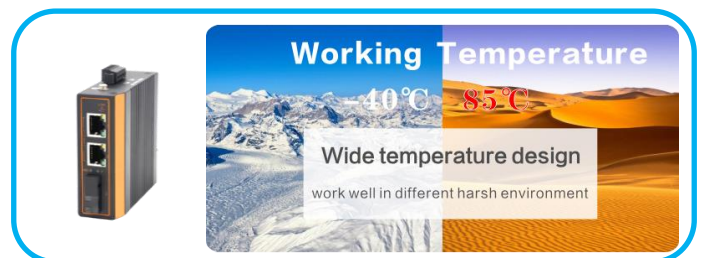 Working Temperature
-40℃ 85℃
Wide temperature design
work well in different harsh environment